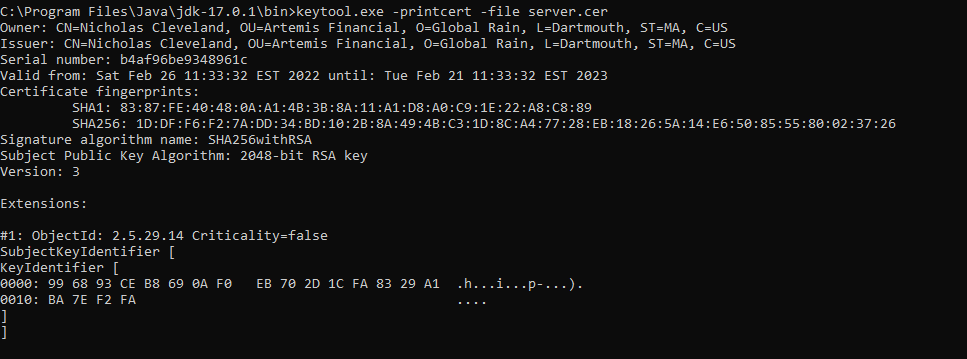 C:\Program Files\Java\jdk-17.0.1\bin>keytool.exe -printcert -file server.cer
Owner: CN=Nicholas Cleveland, OU=Artemis Financial, O=Global Rain, L=Dartmouth, ST=MA, C=US
Issuer: CN=Nicholas Cleveland, OU=Artemis Financial, O=Global Rain, L=Dartmouth, ST=MA, C=US
Serial number: b4af96be9348961c
Valid from: Sat Feb 26 11:33:32 EST 2022 until: Tue Feb 21 11:33:32 EST 2023
Certificate fingerprints:
         SHA1: 83:87:FE:40:48:0A:A1:4B:3B:8A:11:A1:D8:A0:C9:1E:22:A8:C8:89
         SHA256: 1D:DF:F6:F2:7A:DD:34:BD:10:2B:8A:49:4B:C3:1D:8C:A4:77:28:EB:18:26:5A:14:E6:50:85:55:80:02:37:26
Signature algorithm name: SHA256withRSA
Subject Public Key Algorithm: 2048-bit RSA key
Version: 3

Extensions:

#1: ObjectId: 2.5.29.14 Criticality=false
SubjectKeyIdentifier [
KeyIdentifier [
0000: 99 68 93 CE B8 69 0A F0   EB 70 2D 1C FA 83 29 A1  .h...i...p-...).
0010: BA 7E F2 FA                                        ....
]
]